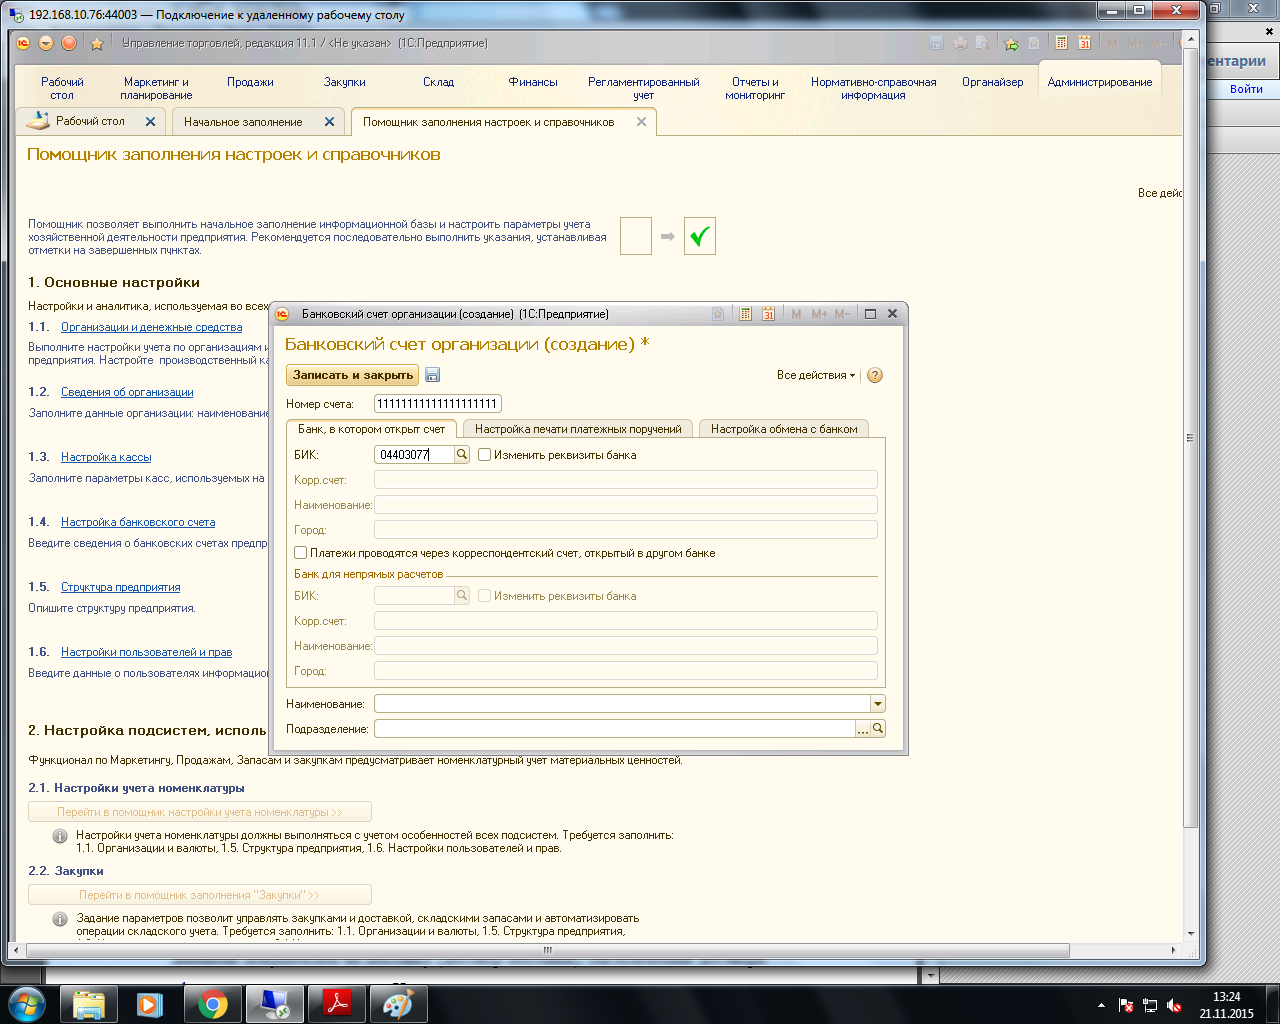 192.168.10.76:44003 — Подключение к удаленному рабочему столу
Управление торговлей, редакция 11.1 / <Не указан> (1С:Предприятие)
31 M M+ M-
Рабочий стол
Маркетинг и планирование
Продажи
Закупки
Склад
Финансы
Регламентированный учет
Отчеты и мониторинг
Нормативно-справочная информация
Органайзер
Администрирование
ентарии
Войти
Рабочий стол
Начальное заполнение
Помощник заполнения настроек и справочников
Помощник заполнения настроек и справочников
Все дейс
Помощник позволяет выполнить начальное заполнение информационной базы и настроить параметры учета
хозяйственной деятельности предприятия. Рекомендуется последовательно выполнить указания, устанавливая
отметки на завершенных пунктах.
1. Основные настройки
Настройки и аналитика, используемая во всех
1.1. Организации и денежные средства
Выполните настройки учета по организациям и
предприятия. Настройте производственный ка
1.2. Сведения об организации
Заполните данные организации: наименование
1.3. Настройка кассы
Заполните параметры касс, используемых на
1.4. Настройка банковского счета
Введите сведения о банковских счетах предпр
1.5. Структура предприятия
Опишите структуру предприятия.
1.6. Настройки пользователей и прав
Введите данные о пользователях информацион
2. Настройка подсистем, исполь
Функционал по Маркетингу, Продажам, Запасам и закупкам предусматривает номенклатурный учет материальных ценностей.
2.1. Настройки учета номенклатуры
Перейти в помощник настройки учета номенклатуры >>
Настройки учета номенклатуры должны выполняться с учетом особенностей всех подсистем. Требуется заполнить:
1.1. Организации и валюты, 1.5. Структура предприятия, 1.6. Настройки пользователей и прав.
2.2. Закупки
Перейти в помощник заполнения "Закупки" >>
Задание параметров позволит управлять закупками и доставкой, складскими запасами и автоматизировать
операции складского учета. Требуется заполнить: 1.1. Организации и валюты, 1.5. Структура предприятия,
Банковский счет организации (создание) (1С:Предприятие)
31 M M+ M-
Банковский счет организации (создание) *
Записать и закрыть
Все действия
Номер счета: 11111111111111111111
Банк, в котором открыт счет
Настройка печати платежных поручений
Настройка обмена с банком
БИК: 04403077
Изменить реквизиты банка
Корр.счет:
Наименование:
Город:
Платежи проводятся через корреспондентский счет, открытый в другом банке
Банк для непрямых расчетов
БИК:
Изменить реквизиты банка
Корр.счет:
Наименование:
Город:
Наименование:
Подразделение:
13:24
21.11.2015